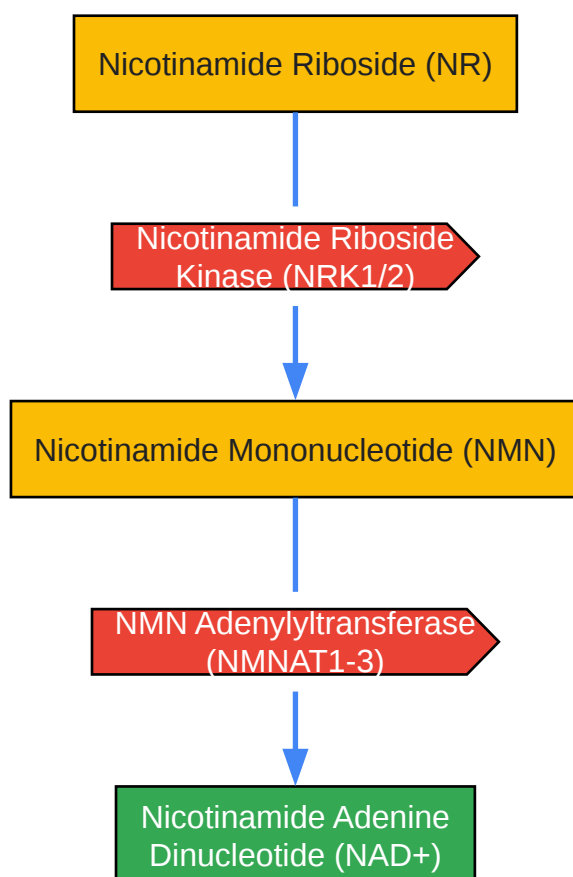 Nicotinamide Riboside (NR)
Nicotinamide Riboside
Kinase (NRK1/2)
Nicotinamide Mononucleotide (NMN)
NMN Adenylyltransferase
(NMNAT1-3)
Nicotinamide Adenine
Dinucleotide (NAD+)